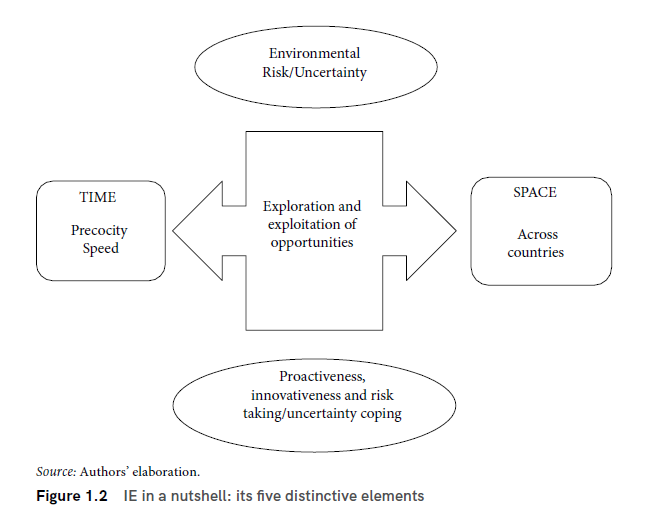 Environmental
Risk/Uncertainty
TIME
Precocity
Speed
Exploration and
exploitation of
opportunities
SPACE
Across
countries
Proactiveness,
innovativeness and risk
taking/uncertainty coping
Source: Authors’ elaboration.
Figure 1.2 IE in a nutshell: its five distinctive elements